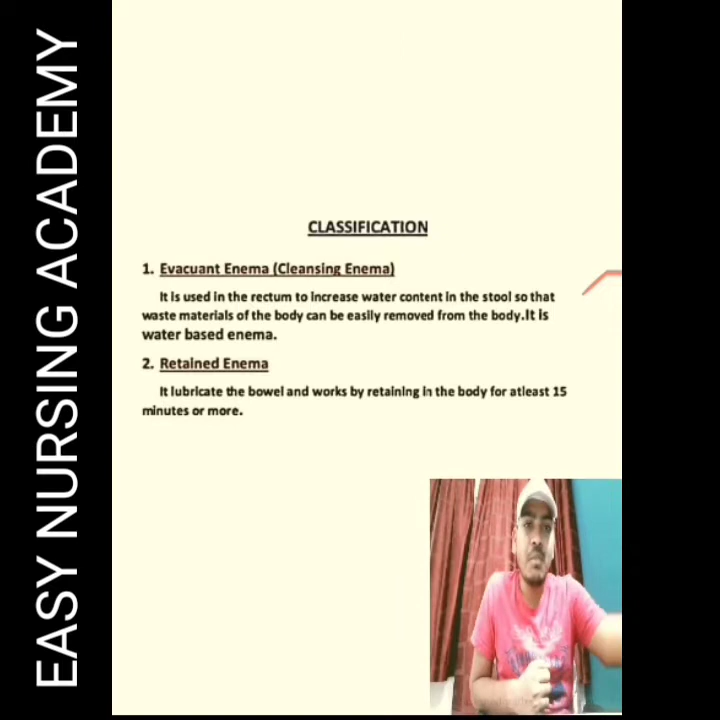 EASY NURSING ACADEMY
CLASSIFICATION
1. Evacuant Enema (Cleansing Enema)
It is used in the rectum to increase water content in the stool so that
waste materials of the body can be easily removed from the body.It is
water based enema.
2. Retained Enema
It lubricate the bowel and works by retaining in the body for atleast 15
minutes or more.